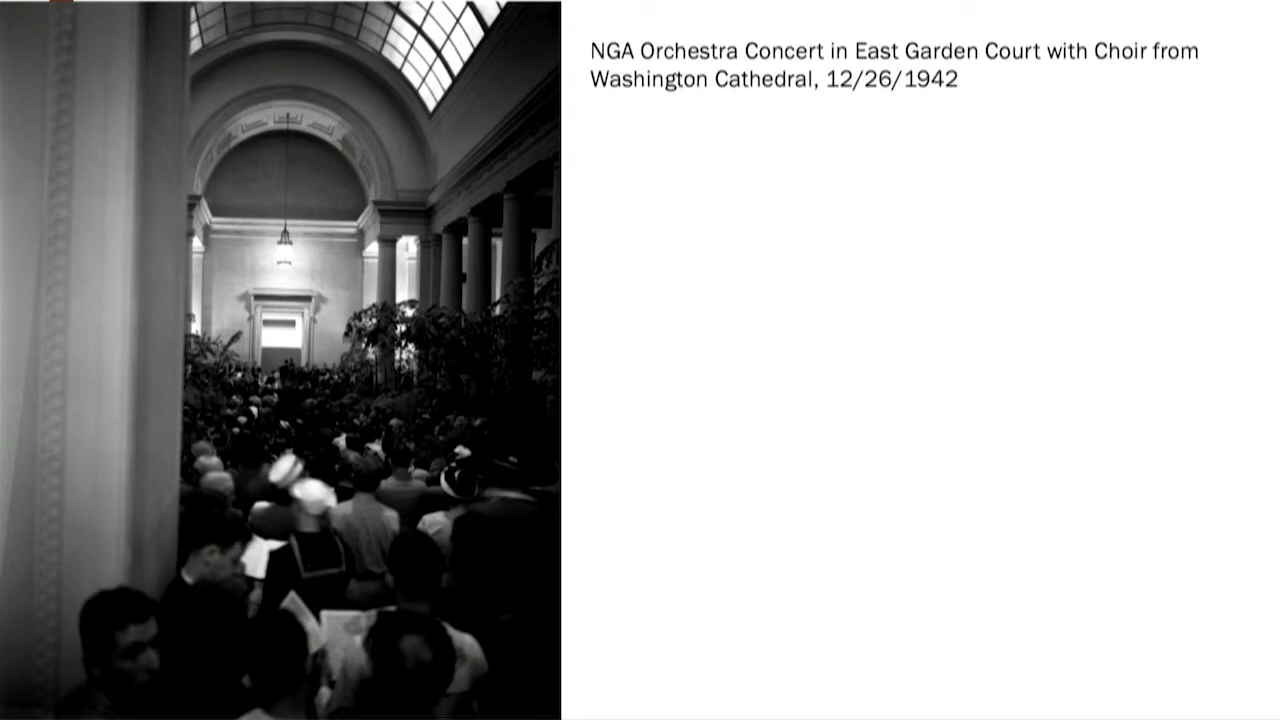 NGA Orchestra Concert in East Garden Court with Choir from
Washington Cathedral, 12/26/1942